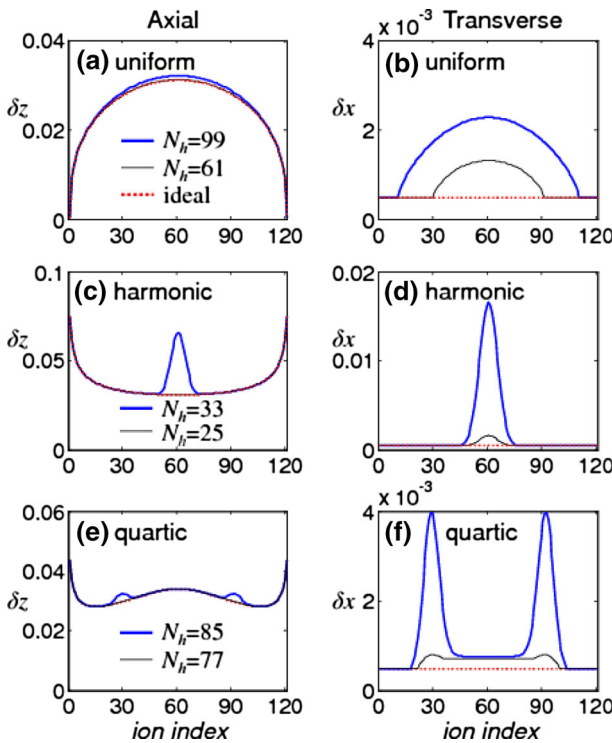 Axial
Transverse
(a) uniform
δz
0.04
0.02
0
N_h=99
N_h=61
ideal
0 30 60 90 120
(b) uniform
x 10⁻³
δx
4
2
0
0 30 60 90 120
(c) harmonic
δz
0.1
0.05
0
N_h=33
N_h=25
0 30 60 90 120
(d) harmonic
δx
0.02
0.01
0
0 30 60 90 120
(e) quartic
δz
0.06
0.04
0.02
0
N_h=85
N_h=77
0 30 60 90 120
ion index
(f) quartic
x 10⁻³
δx
4
2
0
0 30 60 90 120
ion index